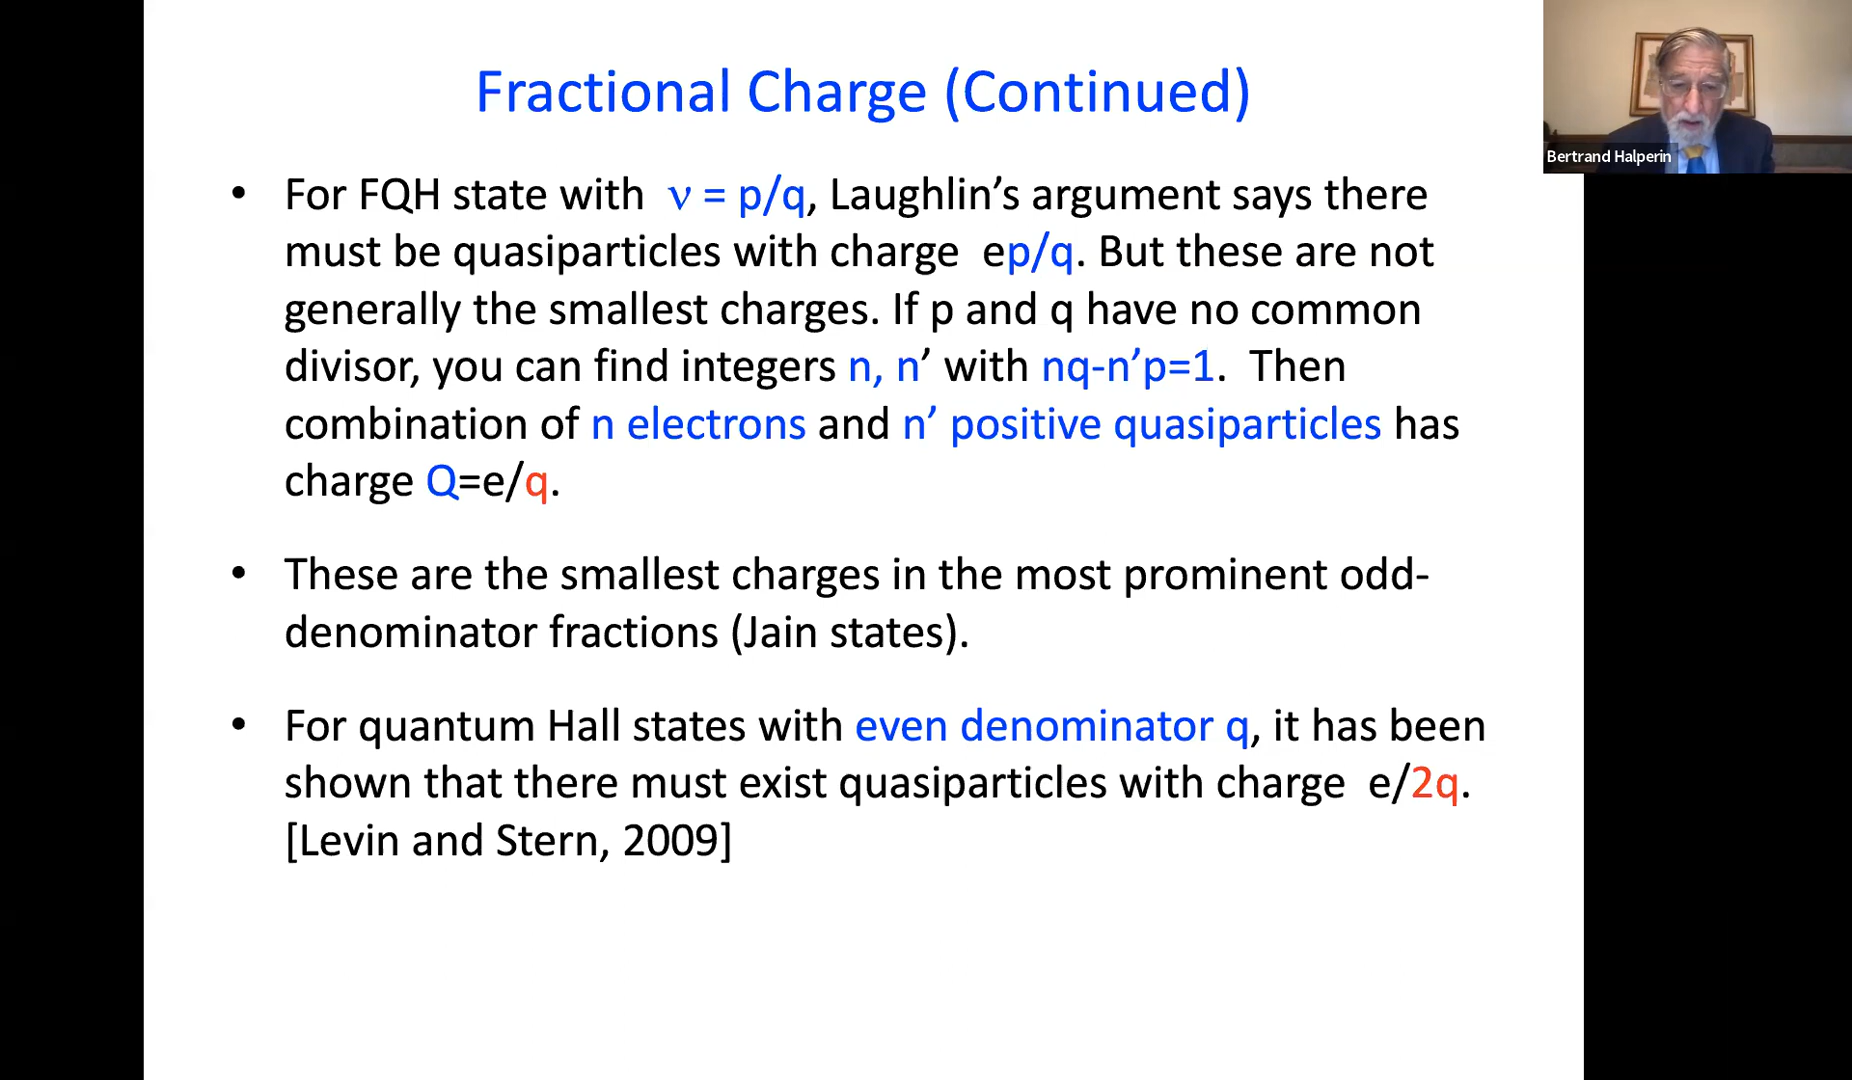 Fractional Charge (Continued)
Bertrand Halperin
• For FQH state with ν = p/q, Laughlin’s argument says there
must be quasiparticles with charge ep/q. But these are not
generally the smallest charges. If p and q have no common
divisor, you can find integers n, n’ with nq-n’p=1. Then
combination of n electrons and n’ positive quasiparticles has
charge Q=e/q.
• These are the smallest charges in the most prominent odd-
denominator fractions (Jain states).
• For quantum Hall states with even denominator q, it has been
shown that there must exist quasiparticles with charge e/2q.
[Levin and Stern, 2009]